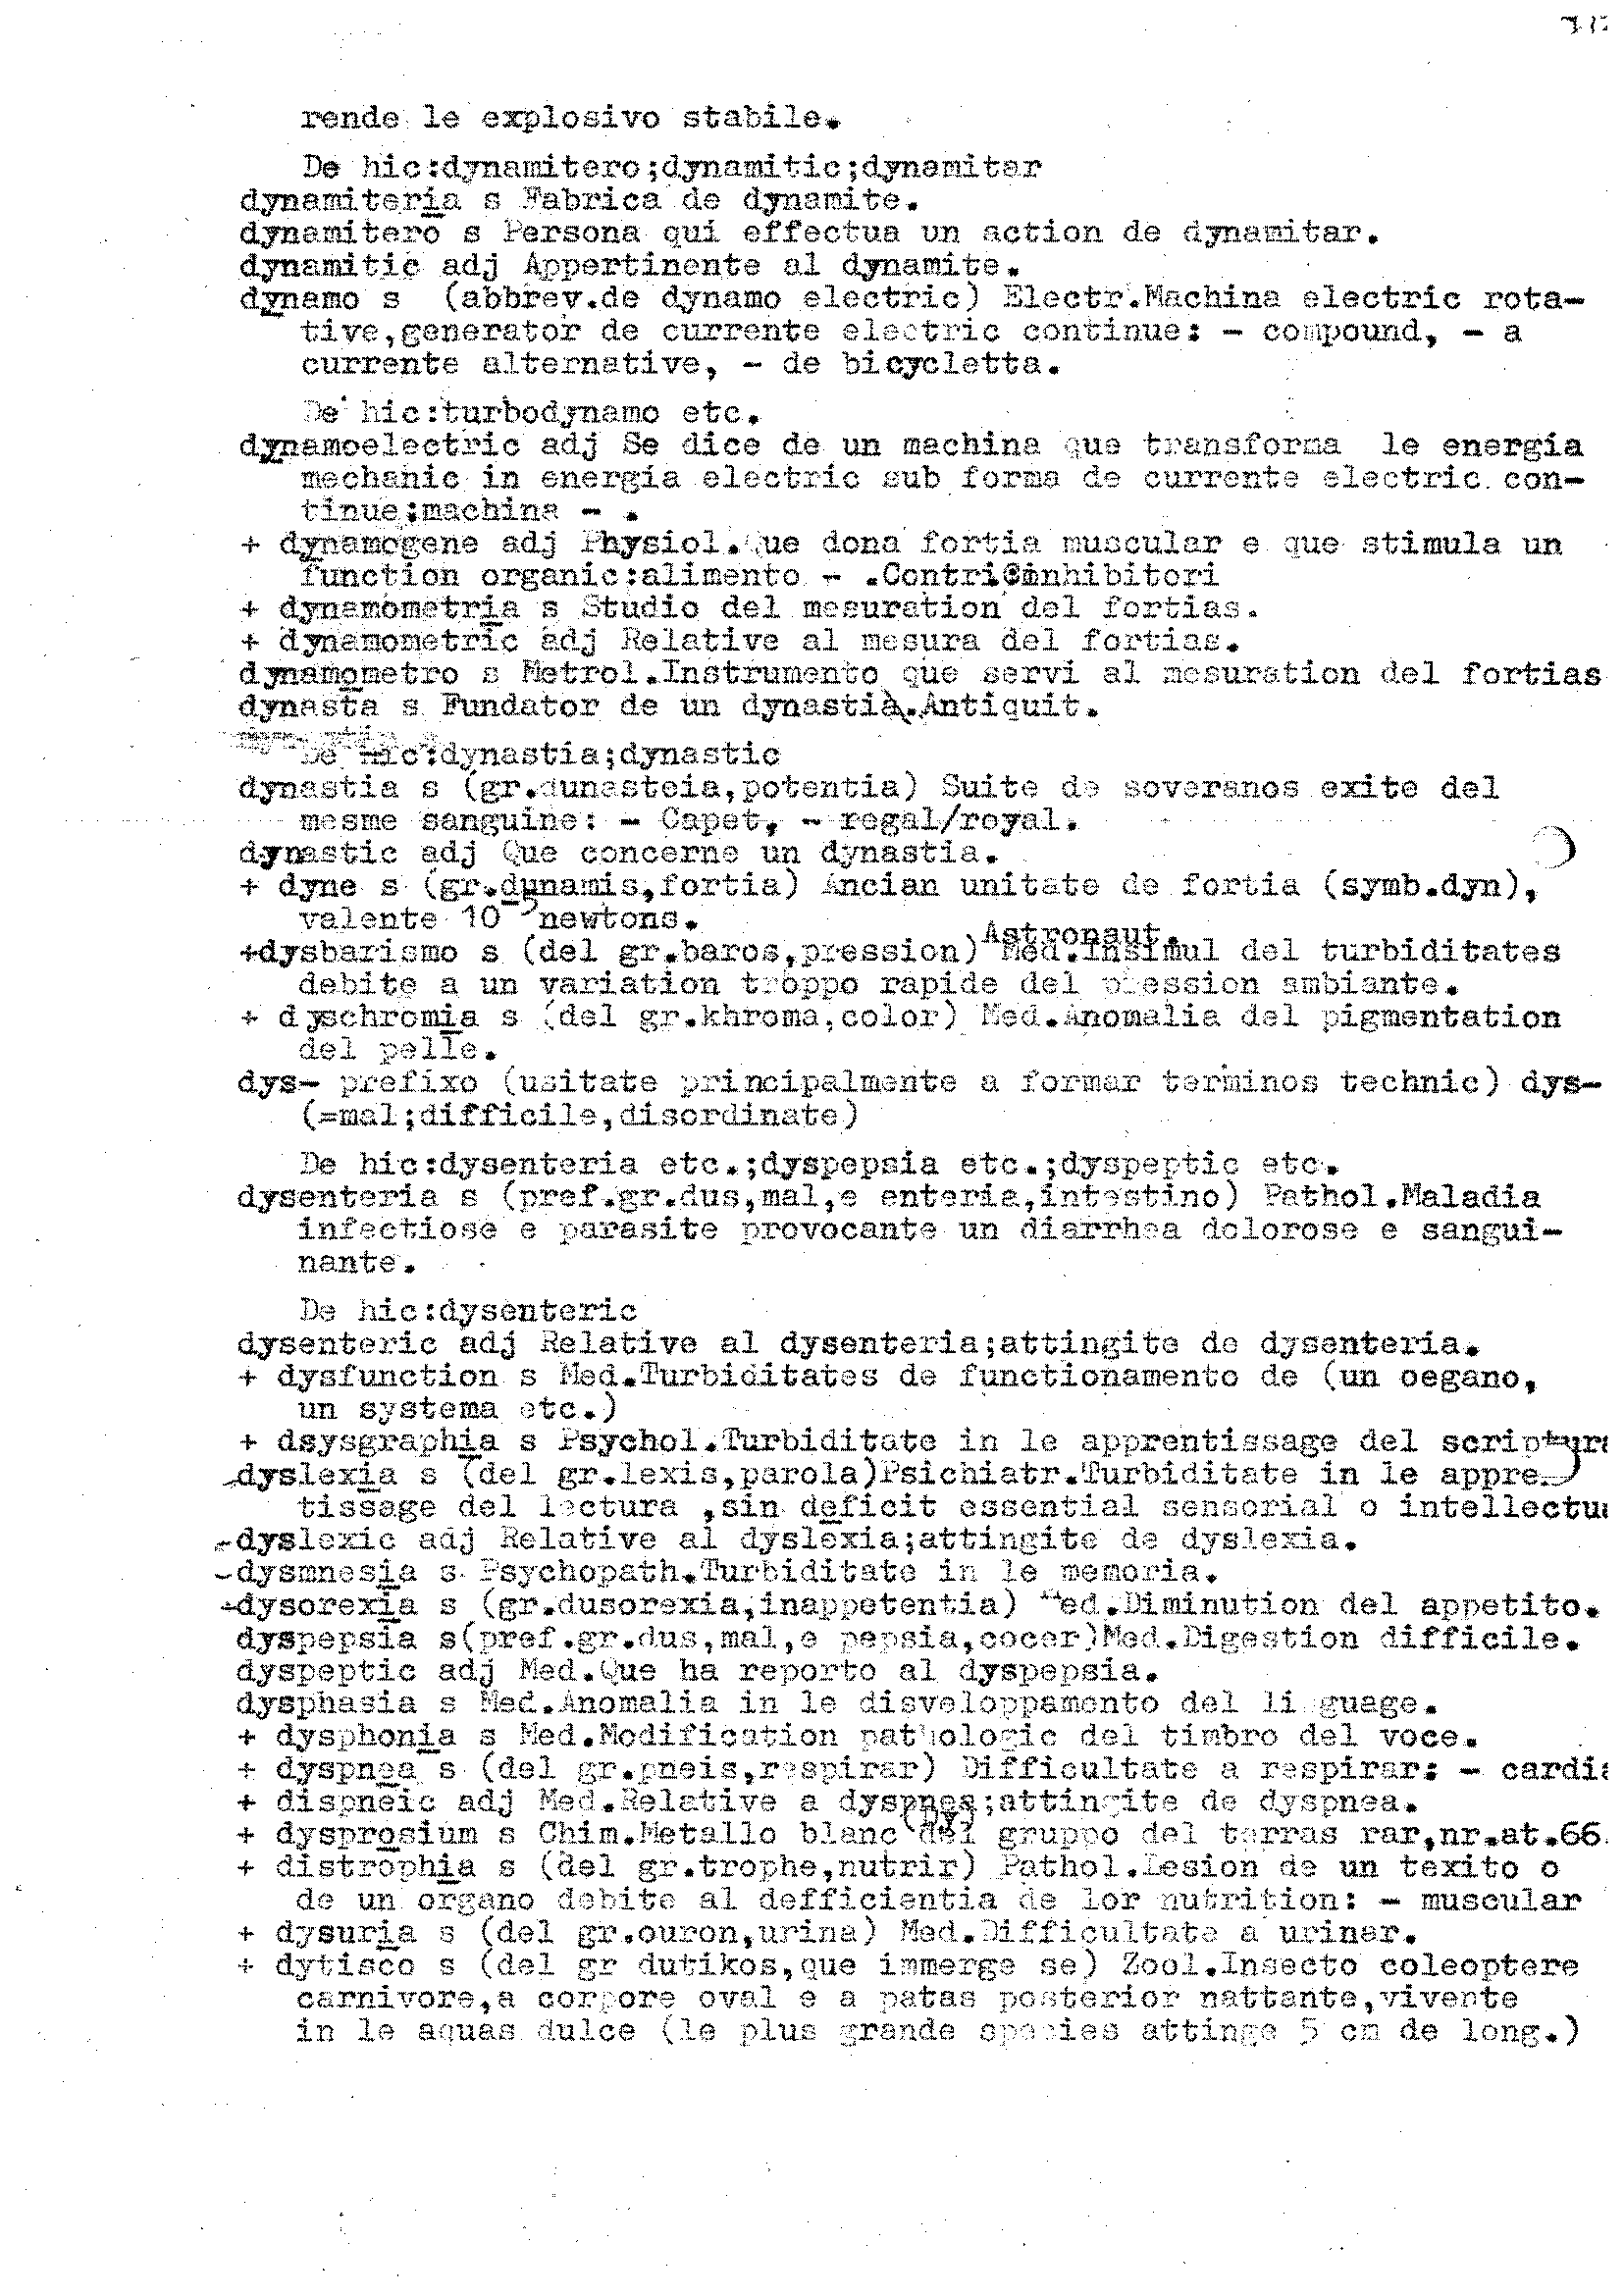 rende le explosivo stabile.
De hic:dynamitero;dynamitic;dynamitar
dynamiteria s Fabrica de dynamite.
dynamitero s Persona qui effectua un action de dynamitar.
dynamitic adj Appertinente al dynamite.
dynamo s (abbrev.de dynamo electric) Electr.Machina electric rota-
tive,generator de currente electric continue: - compound, - a
currente alternative, - de bicycletta.
De hic:turbodynamo etc.
dynamoelectric adj Se dice de un machina que transforma le energia
mechanic in energia electric sub forma de currente electric con-
tinue;machina - .
+ dynamogene adj Physiol.Que dona fortia muscular e que stimula un
function organic:alimento - .Contri:inhibitori
+ dynamometria s Studio del mesuration del fortias.
+ dynamometric adj Relative al mesura del fortias.
dynamometro s Metrol.Instrumento que servi al mesuration del fortias
dynasta s Fundator de un dynastia.Antiquit.
De hic:dynastia;dynastic
dynastia s (gr.dunasteia,potentia) Suite de soveranos exite del
mesme sanguine: - Capet, - regal/royal.
dynastic adj Que concerne un dynastia.
+ dyne s (gr.dunamis,fortia) Ancian unitate de fortia (symb.dyn),
valente 10⁻⁵ newtons.
+dysbarismo s (del gr.baros,pression) Astronaut. Med.Insimul del turbiditates
debite a un variation troppo rapide del pression ambiante.
+ dyschromia s (del gr.khroma,color) Med.Anomalia del pigmentation
del pelle.
dys- prefixo (usitate principalmente a formar terminos technic) dys-
(=mal;difficile,disordinate)
De hic:dysenteria etc.;dyspepsia etc.;dyspeptic etc.
dysenteria s (pref.gr.dus,mal,e enteria,intestino) Pathol.Maladia
infectiose e parasite provocante un diarrhea dolorose e sangui-
nante.
De hic:dysenteric
dysenteric adj Relative al dysenteria;attingite de dysenteria.
+ dysfunction s Med.Turbiditates de functionamento de (un oegano,
un systema etc.)
+ dsysgraphia s Psychol.Turbiditate in le apprentissage del scriptura
dyslexia s (del gr.lexis,parola)Psichiatr.Turbiditate in le appre
tissage del lectura ,sin deficit essential sensorial o intellectu
-dyslexic adj Relative al dyslexia;attingite de dyslexia.
-dysmnesia s Psychopath.Turbiditate in le memoria.
+dysorexia s (gr.dusorexia,inappetentia) Med.Diminution del appetito.
dyspepsia s(pref.gr.dus,mal,e pepsia,cocer)Med.Digestion difficile.
dyspeptic adj Med.Que ha reporto al dyspepsia.
dysphasia s Med.Anomalia in le disveloppamento del linguage.
+ dysphonia s Med.Modification pathologic del timbro del voce.
+ dyspnea s (del gr.pneis,respirar) Difficultate a respirar: - cardia
+ dispneic adj Med.Relative a dyspnea;attingite de dyspnea.
+ dysprosium s Chim.Metallo blanc (Dy) del gruppo del terras rar,nr.at.66.
+ distrophia s (del gr.trophe,nutrir) Pathol.Lesion de un texito o
de un organo debite al defficientia de lor nutrition: - muscular
+ dysuria s (del gr.ouron,urina) Med.Difficultate a urinar.
+ dytisco s (del gr dutikos,que immerge se) Zool.Insecto coleoptere
carnivore,a corpore oval e a patas posterior nattante,vivente
in le aquas dulce (le plus grande species attinge 5 cm de long.)